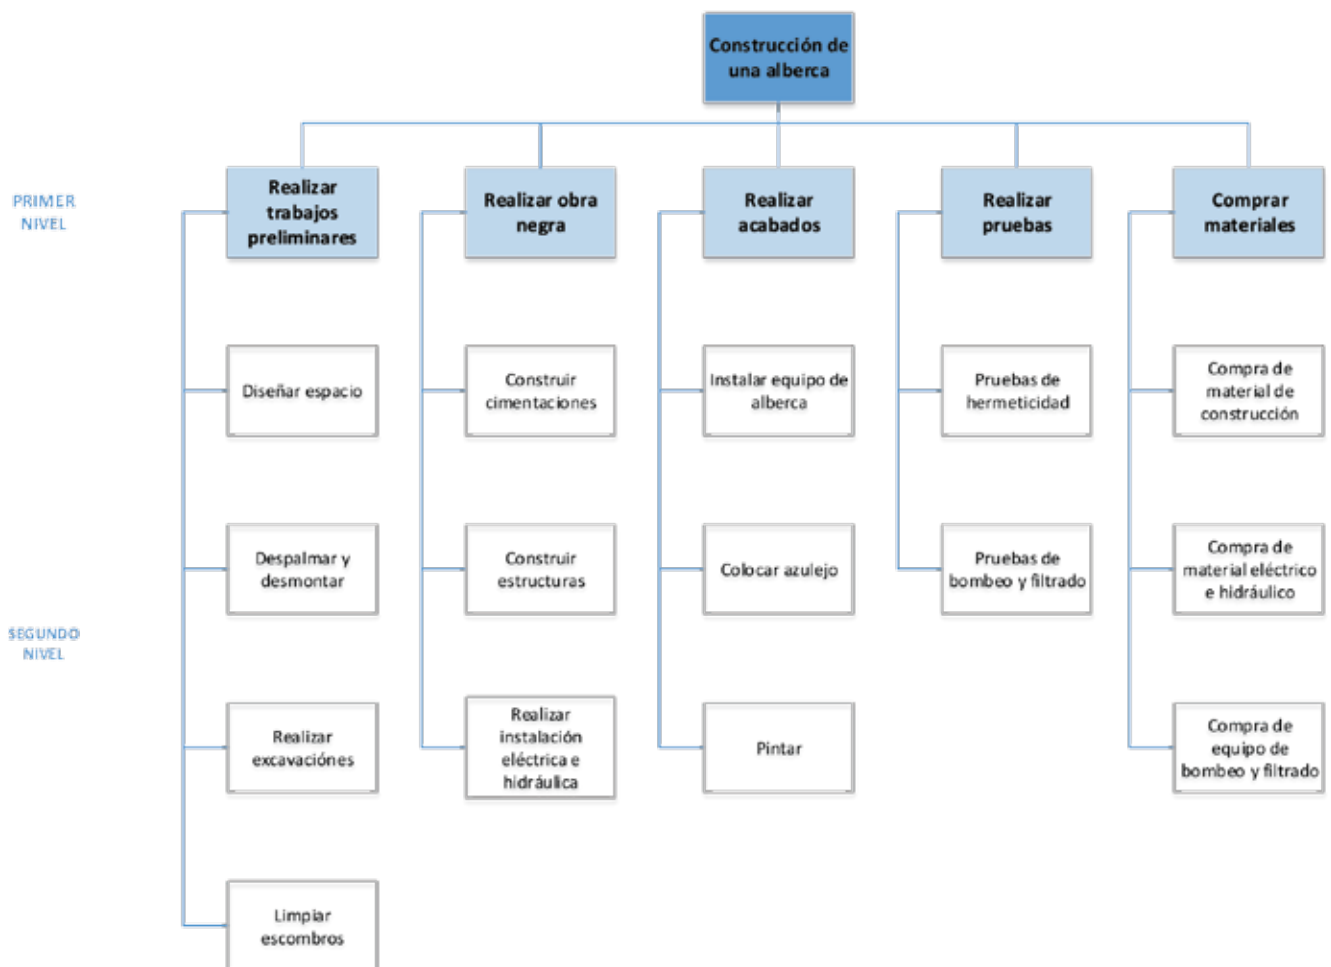 Construcción de
una alberca
PRIMER
NIVEL
Realizar
trabajos
preliminares
Realizar obra
negra
Realizar
acabados
Realizar
pruebas
Comprar
materiales
Diseñar espacio
Construir
cimentaciones
Instalar equipo de
alberca
Pruebas de
hermeticidad
Compra de
material de
construcción
Despalmar y
desmontar
Construir
estructuras
Colocar azulejo
Pruebas de
bombeo y filtrado
Compra de
material eléctrico
e hidráulico
SEGUNDO
NIVEL
Realizar
excavaciónes
Realizar
instalación
eléctrica e
hidráulica
Pintar
Compra de
equipo de
bombeo y filtrado
Limpiar
escombros